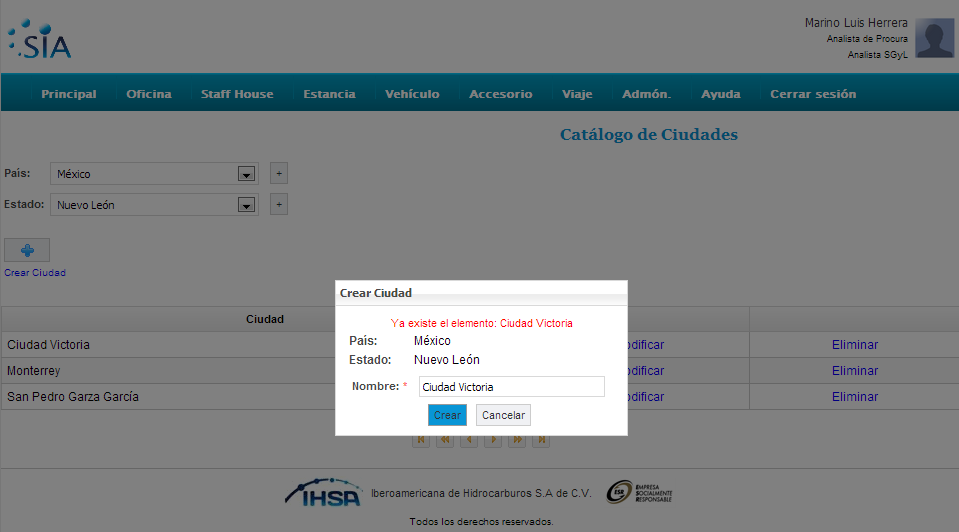 SIA
Marino Luis Herrera
Analista de Procura
Analista SGyL
Principal Oficina Staff House Estancia Vehículo Accesorio Viaje Admón. Ayuda Cerrar sesión
Catálogo de Ciudades
País: México +
Estado: Nuevo León +
Crear Ciudad
Crear Ciudad
Ya existe el elemento: Ciudad Victoria
País: México
Estado: Nuevo León
Nombre: * Ciudad Victoria
Crear Cancelar
Ciudad
Ciudad Victoria odificar Eliminar
Monterrey odificar Eliminar
San Pedro Garza García odificar Eliminar
IHSA Iberoamericana de Hidrocarburos S.A de C.V. ESR EMPRESA
SOCIALMENTE
RESPONSABLE
Todos los derechos reservados.